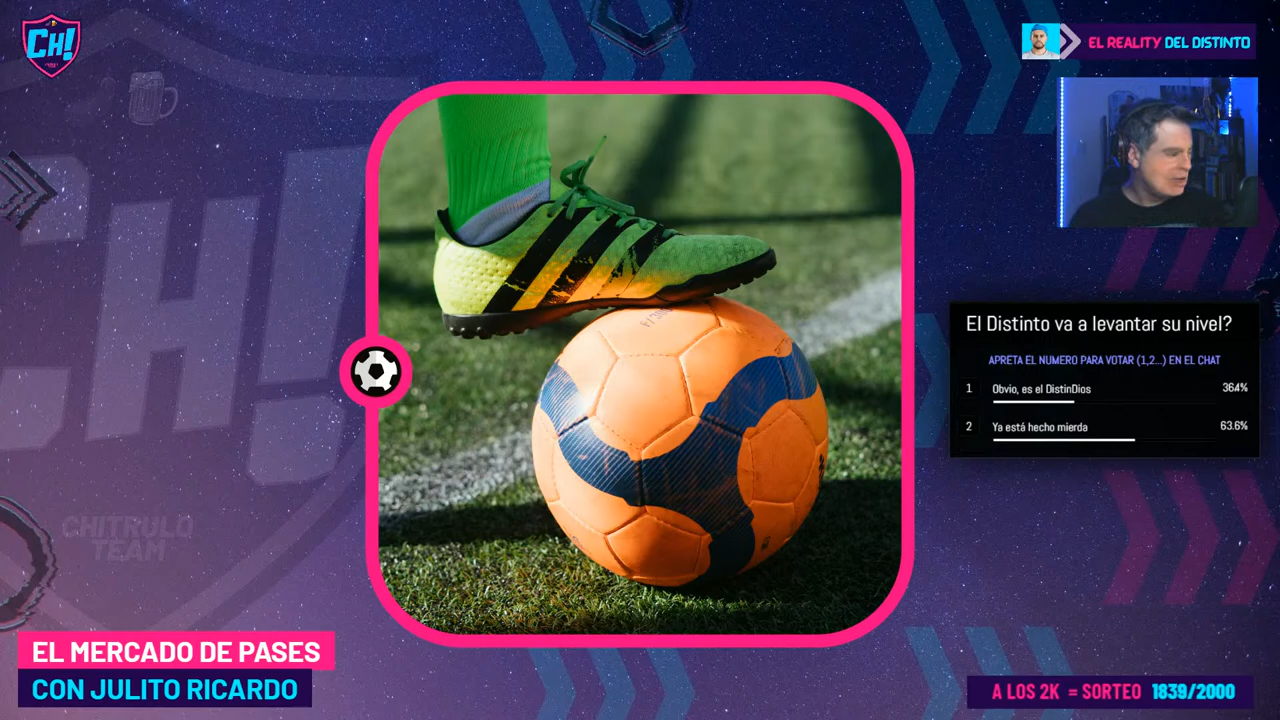 CH!
EL REALITY DEL DISTINTO
El Distinto va a levantar su nivel?
APRETA EL NUMERO PARA VOTAR (1,2...) EN EL CHAT
1 Obvio, es el DistinDios 36.4%
2 Ya está hecho mierda 63.6%
CH!
CHITRULO
TEAM
EL MERCADO DE PASES
CON JULITO RICARDO
A LOS 2K = SORTEO 1839/2000